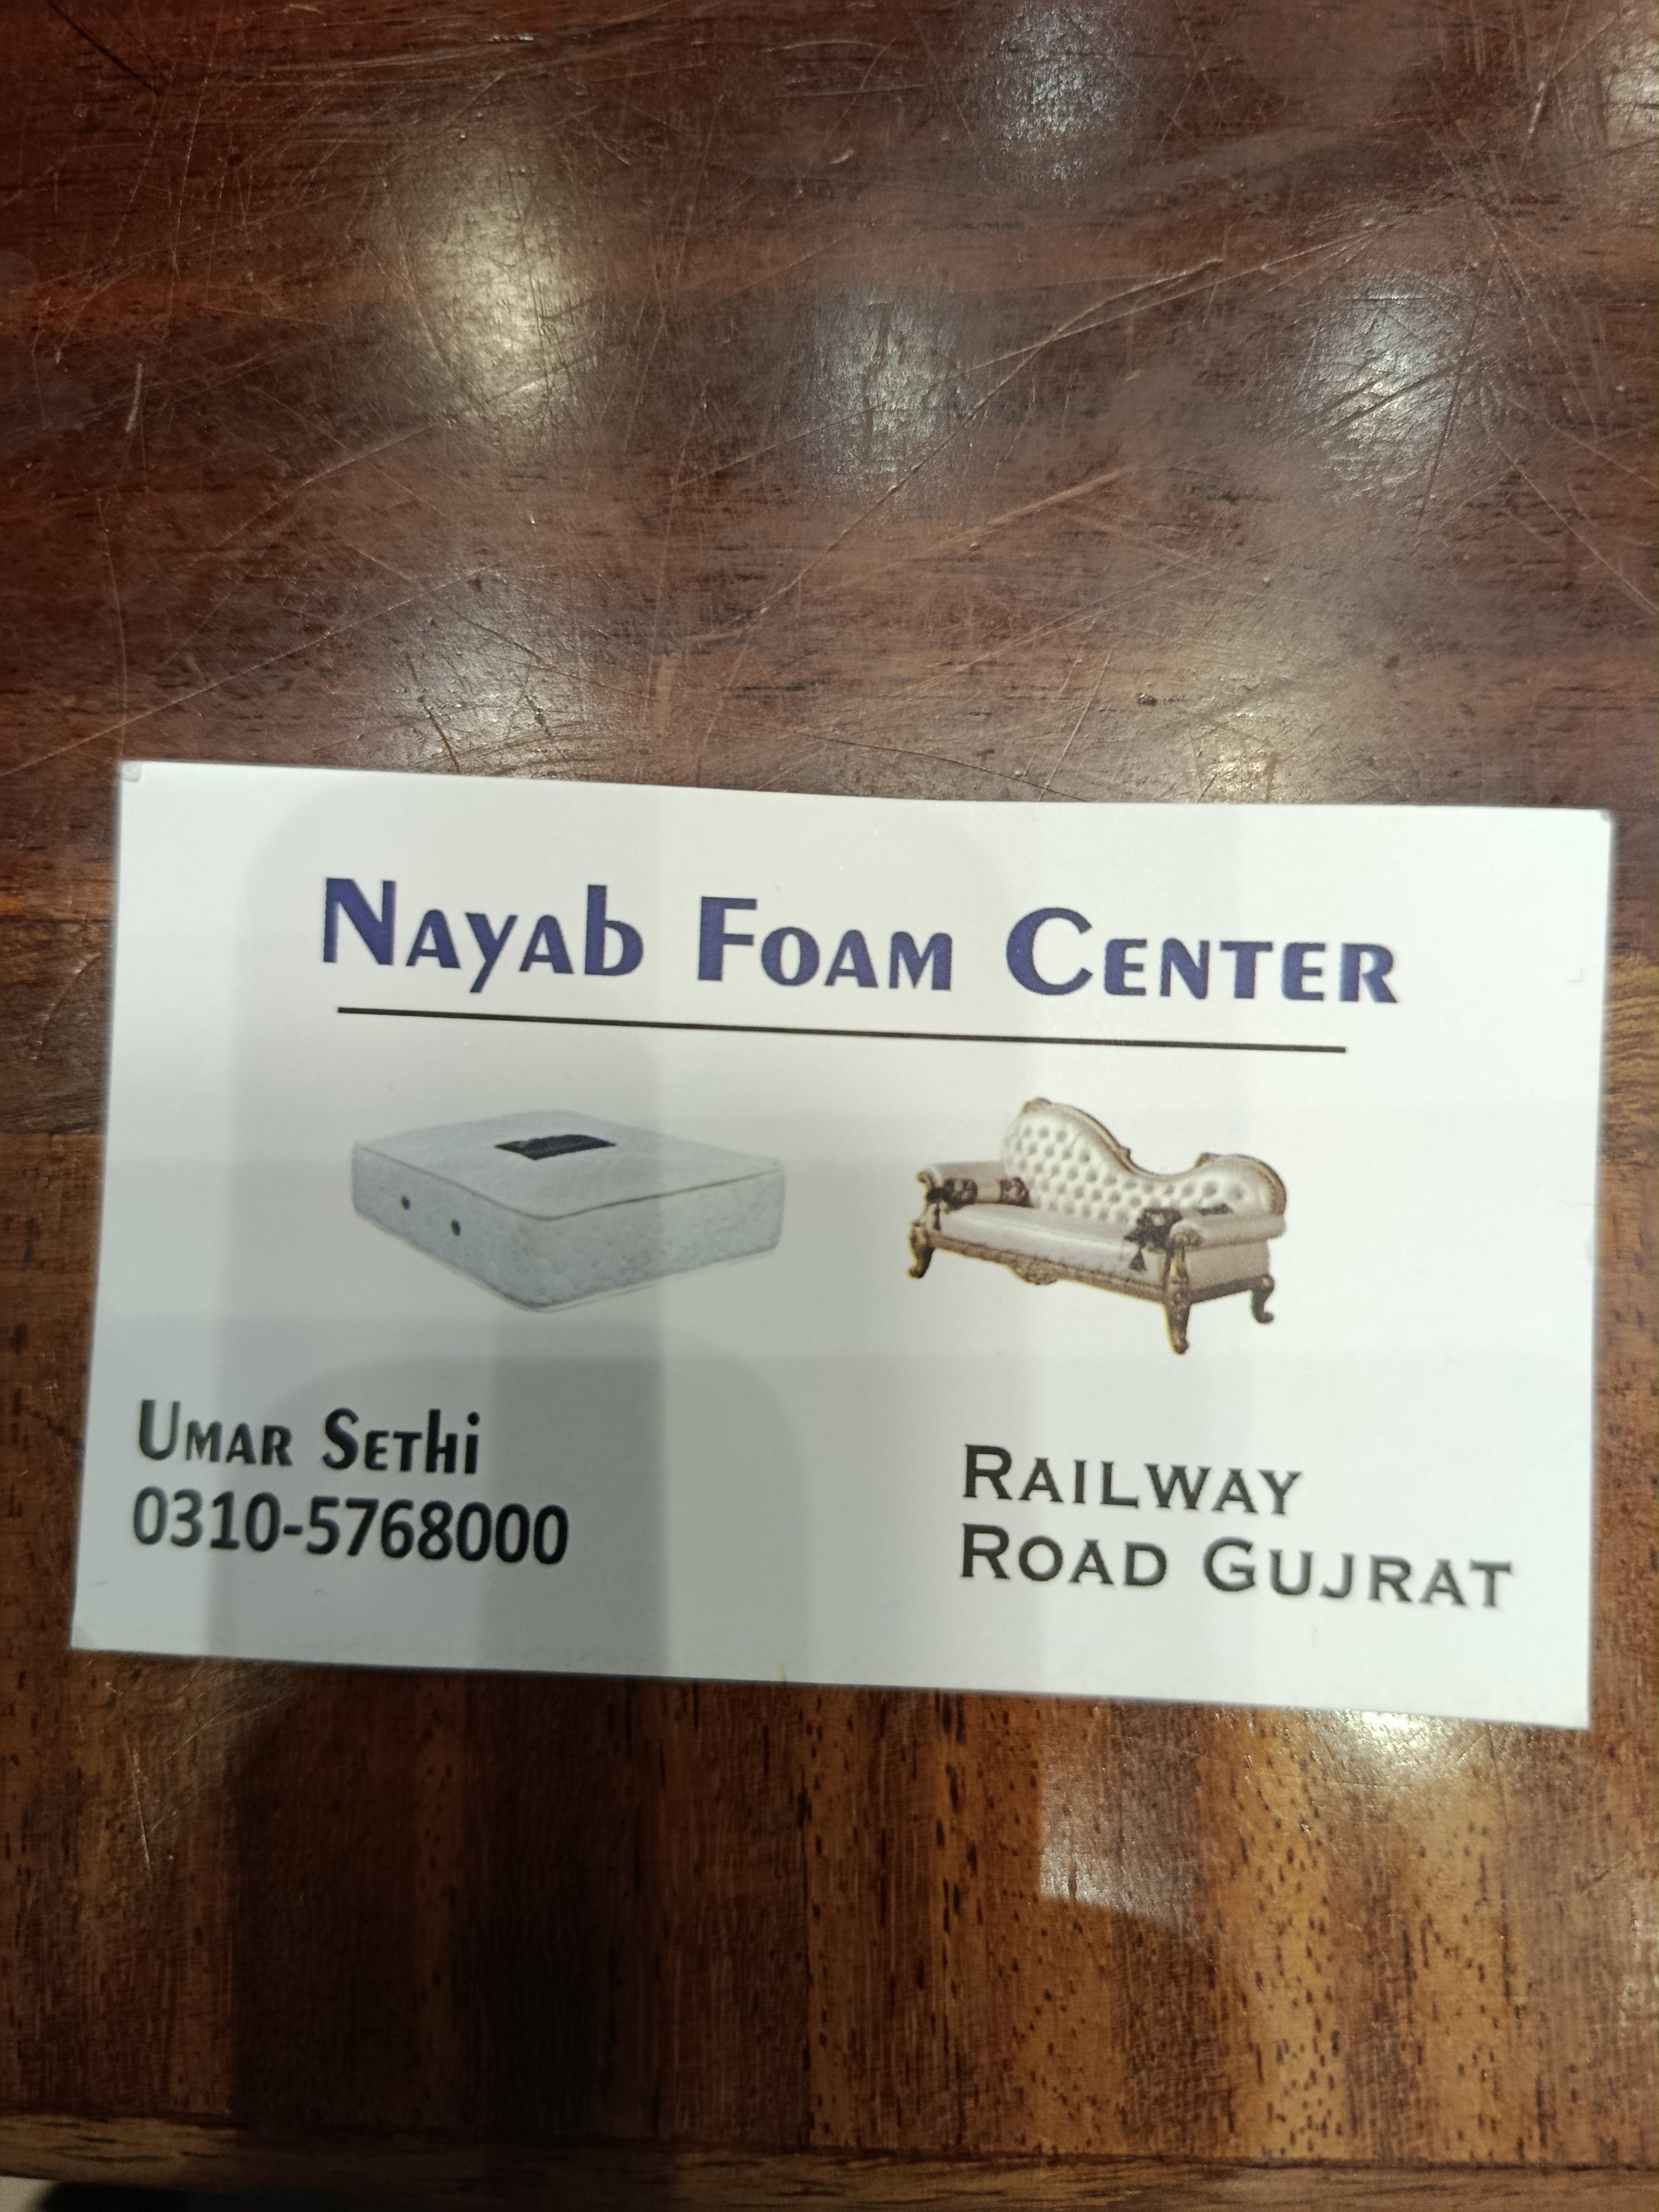 Nayab Foam Center
Umar Sethi
0310-5768000
Railway
Road Gujrat